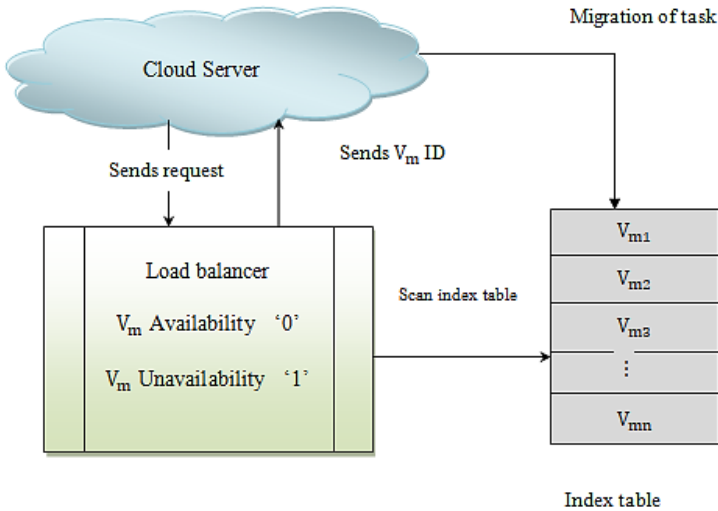 Migration of task
Cloud Server
Sends request
Sends Vm ID
Load balancer
Vm Availability ‘0’
Vm Unavailability ‘1’
Scan index table
Vm1
Vm2
Vm3
⋮
Vmn
Index table